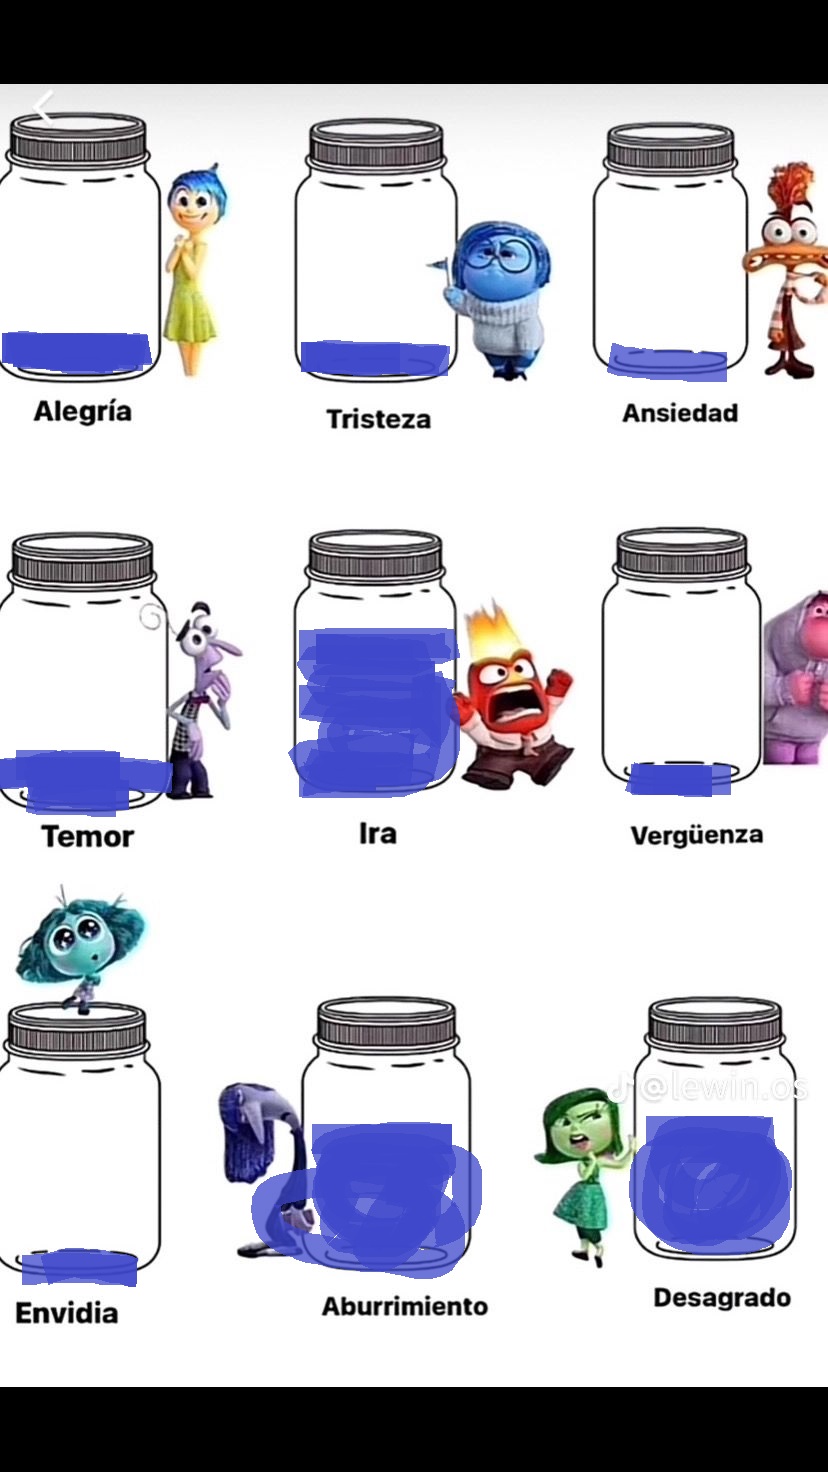 Alegría
Tristeza
Ansiedad
Temor
Ira
Vergüenza
@lewin.os
Envidia
Aburrimiento
Desagrado